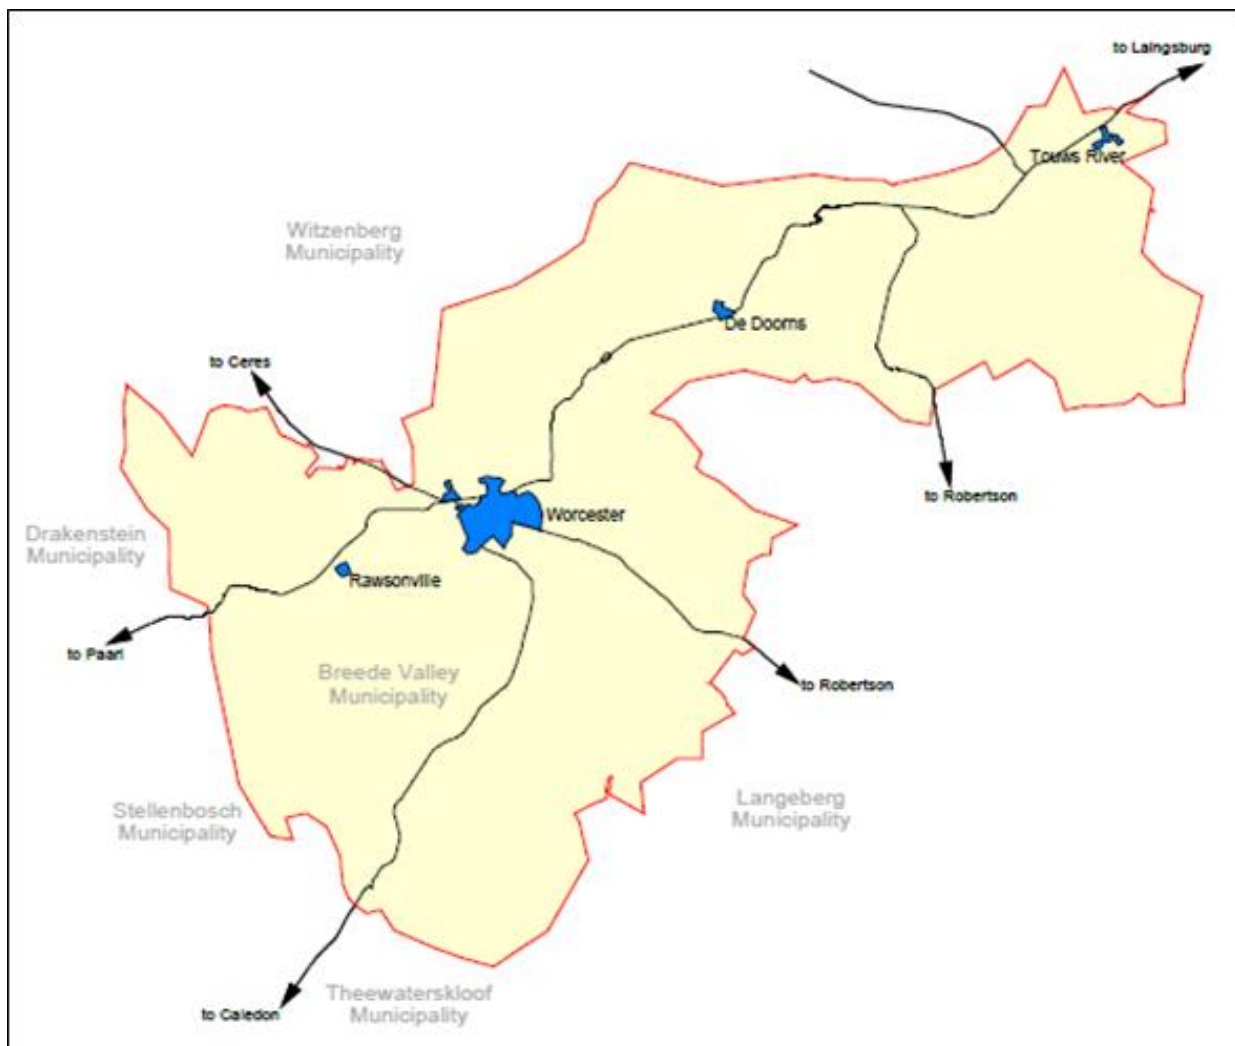 to Laingsburg
Touws River
Witzenberg
Municipality
De Doorns
to Ceres
to Robertson
Worcester
Drakenstein
Municipality
Rawsonville
to Paarl
Breede Valley
Municipality
to Robertson
Stellenbosch
Municipality
Langeberg
Municipality
Theewaterskloof
Municipality
to Caledon